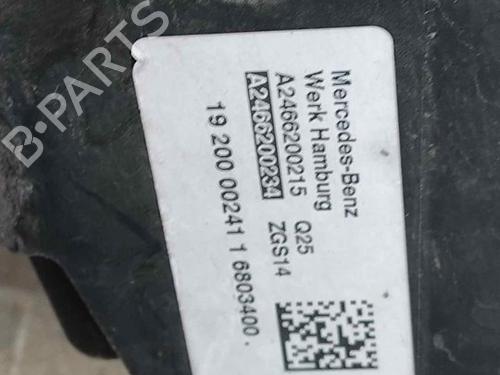 Mercedes-Benz
Werk Hamburg
A2466200215 Q25
A2466200234 ZGS14
19 200 00241 1 6803400.
B-PARTS